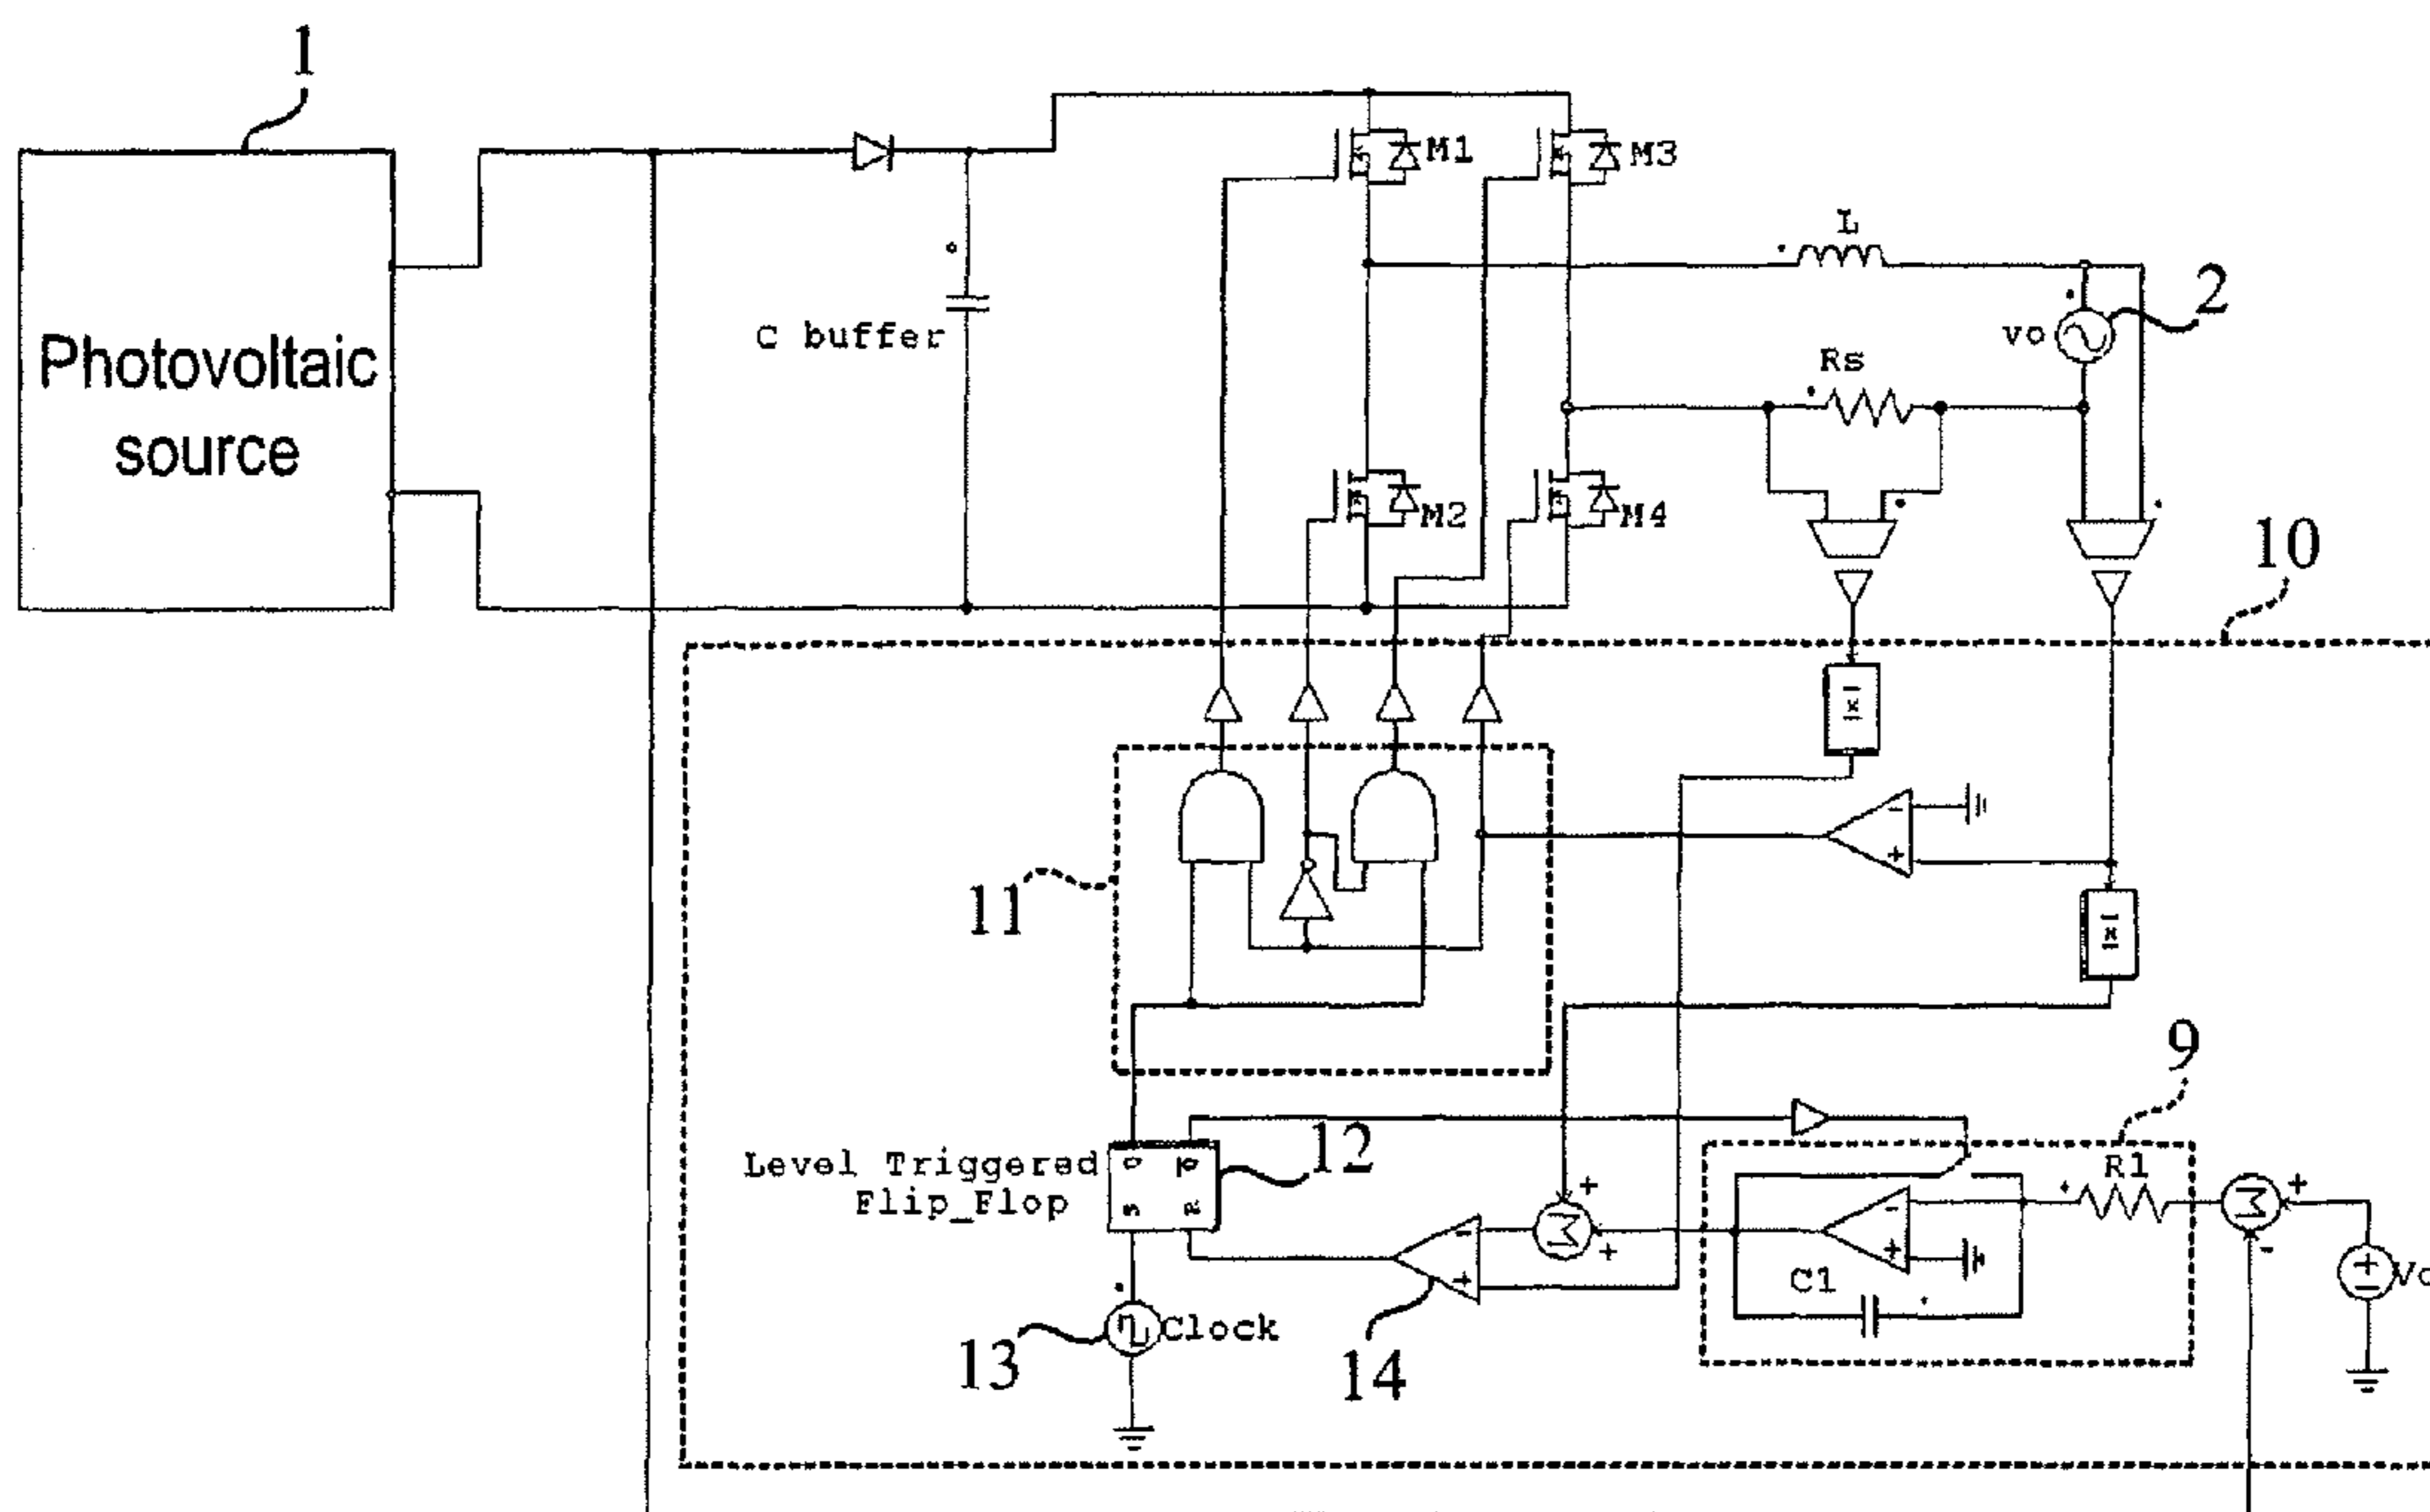 1
Photovoltaic
source
C buffer
M1
M3
L
2
vo
Rs
M2
M4
10
|x|
11
- 
+
|x|
9
Level Triggered
Flip_Flop
12
S
R
R1
+
+
-
+
Σ
-
+
Σ
+
-
+
C1
13
Clock
14